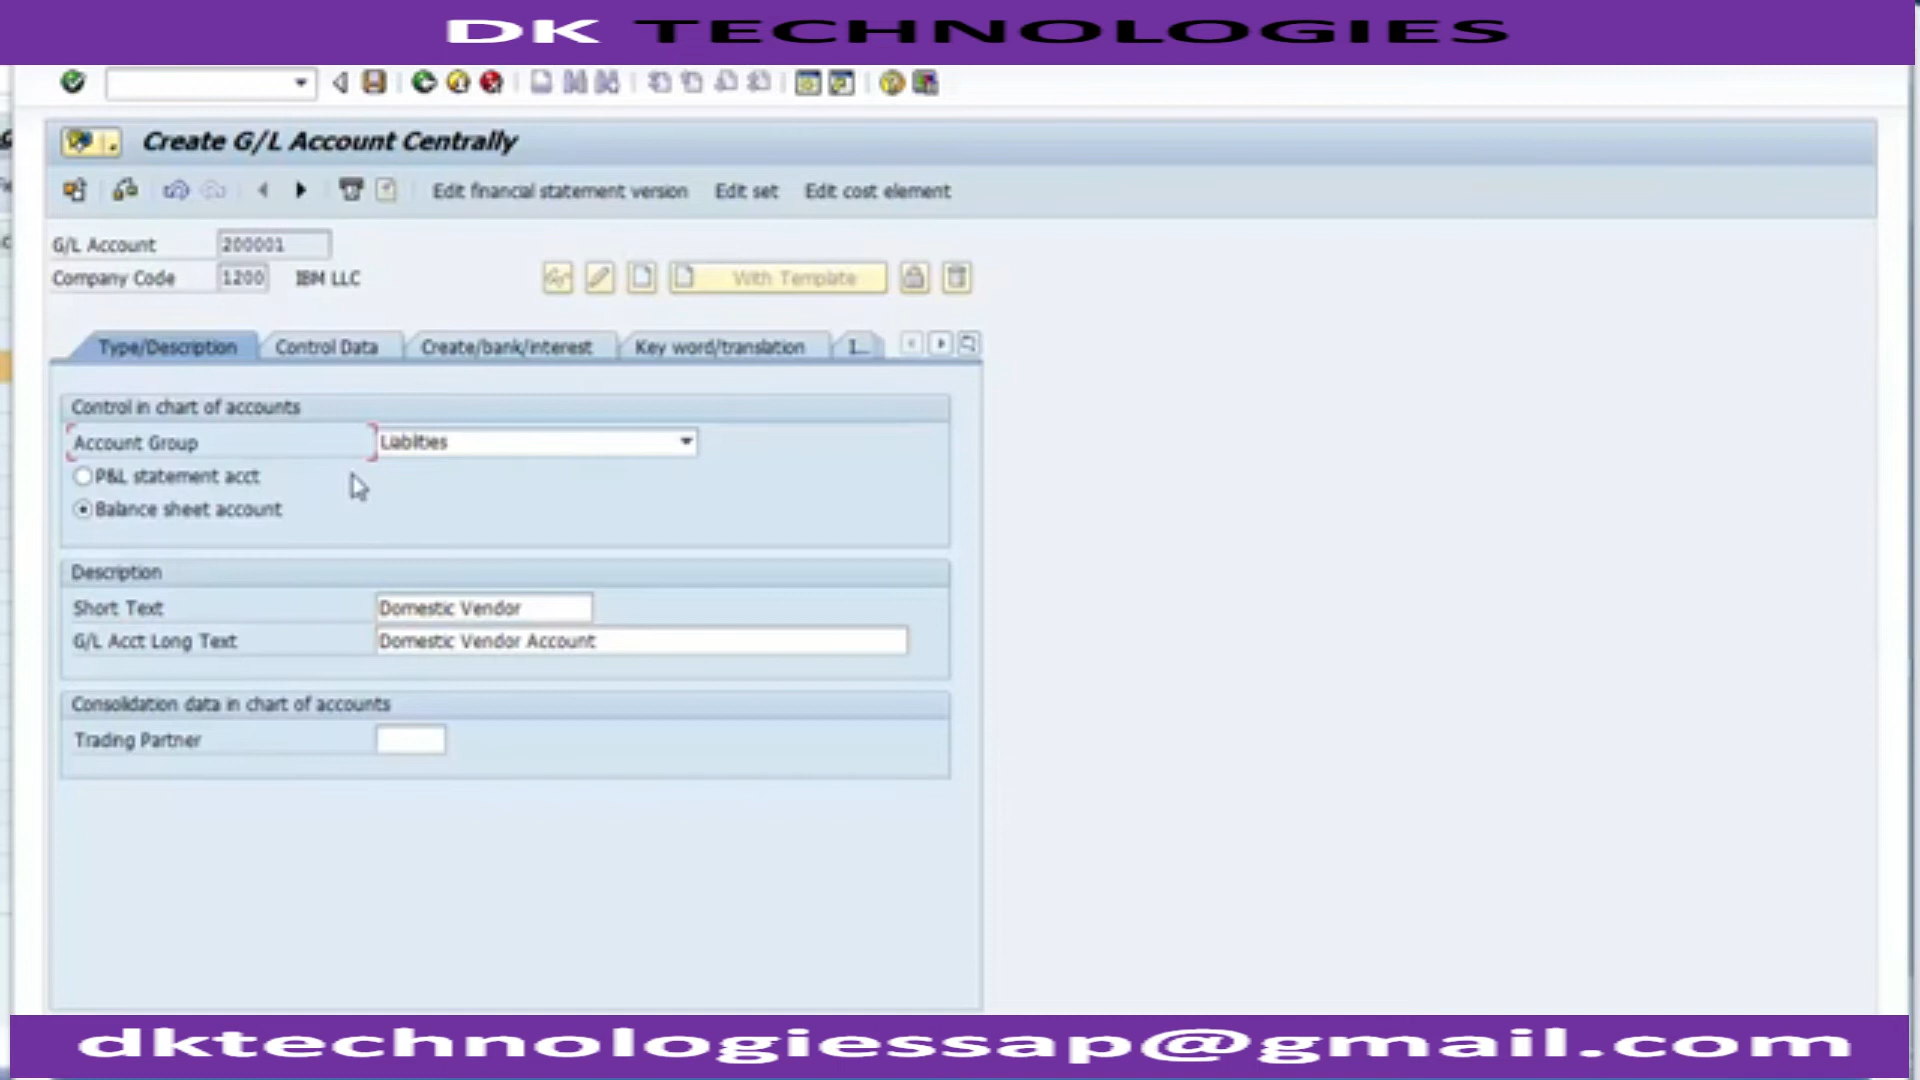 DK TECHNOLOGIES
Create G/L Account Centrally
Edit financial statement version Edit set Edit cost element
G/L Account 200001
Company Code 1200 IBM LLC With Template
Type/Description Control Data Create/bank/interest Key word/translation I...
Control in chart of accounts
Account Group Liablities
P&L statement acct
Balance sheet account
Description
Short Text Domestic Vendor
G/L Acct Long Text Domestic Vendor Account
Consolidation data in chart of accounts
Trading Partner
dktechnologiessap@gmail.com